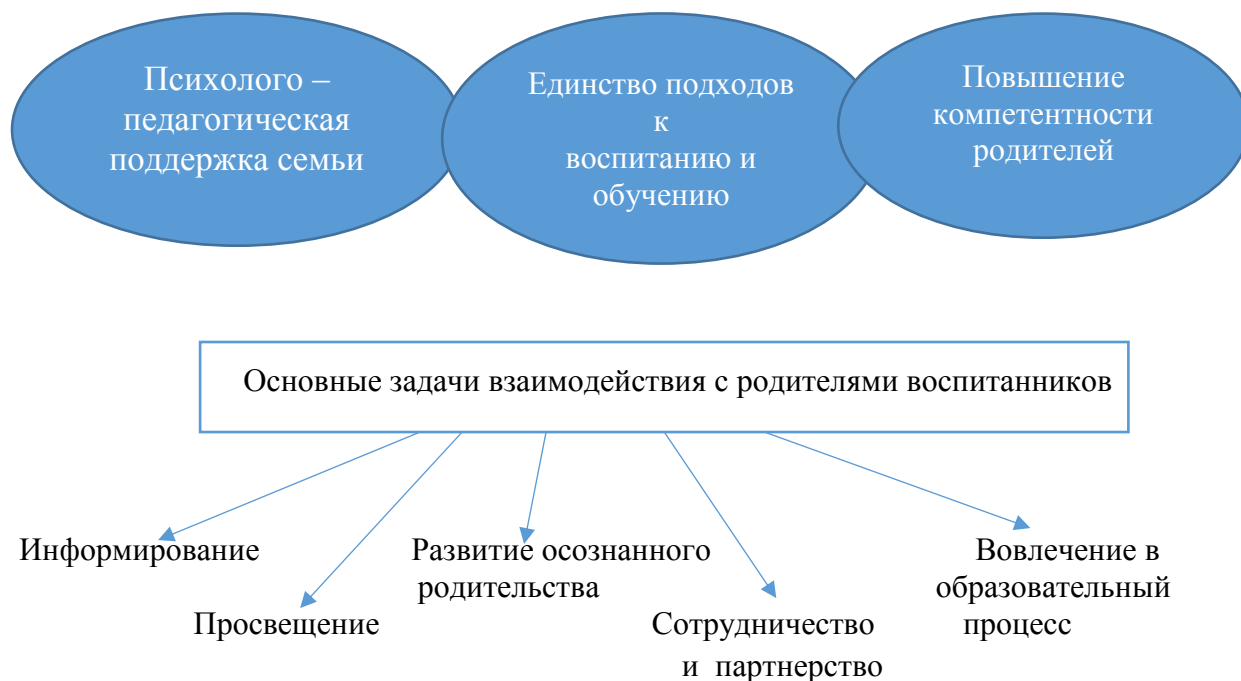 Психолого –
педагогическая
поддержка семьи
Единство подходов
к
воспитанию и
обучению
Повышение
компетентности
родителей
Основные задачи взаимодействия с родителями воспитанников
Информирование
Просвещение
Развитие осознанного
родительства
Сотрудничество
и партнерство
Вовлечение в
образовательный
процесс